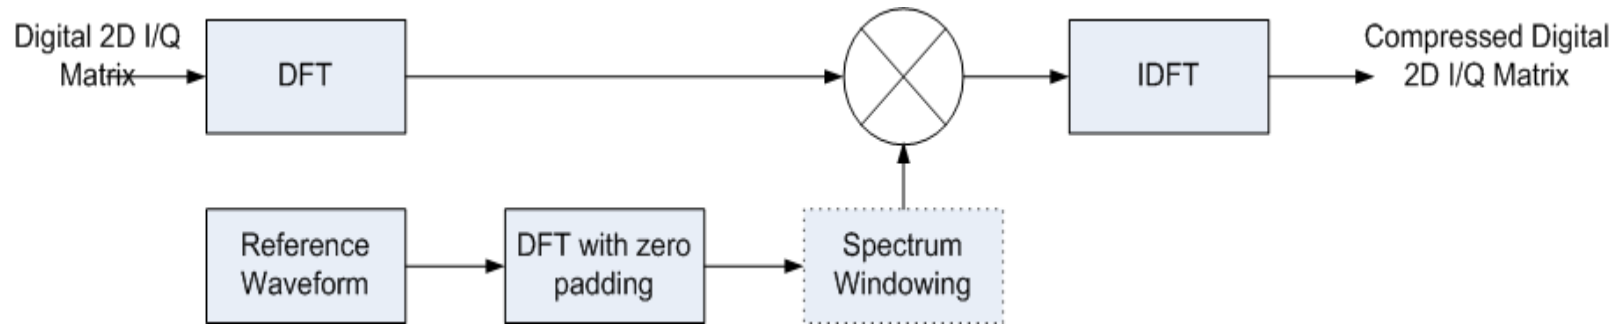 Digital 2D I/Q
Matrix
DFT
IDFT
Compressed Digital
2D I/Q Matrix
Reference
Waveform
DFT with zero
padding
Spectrum
Windowing